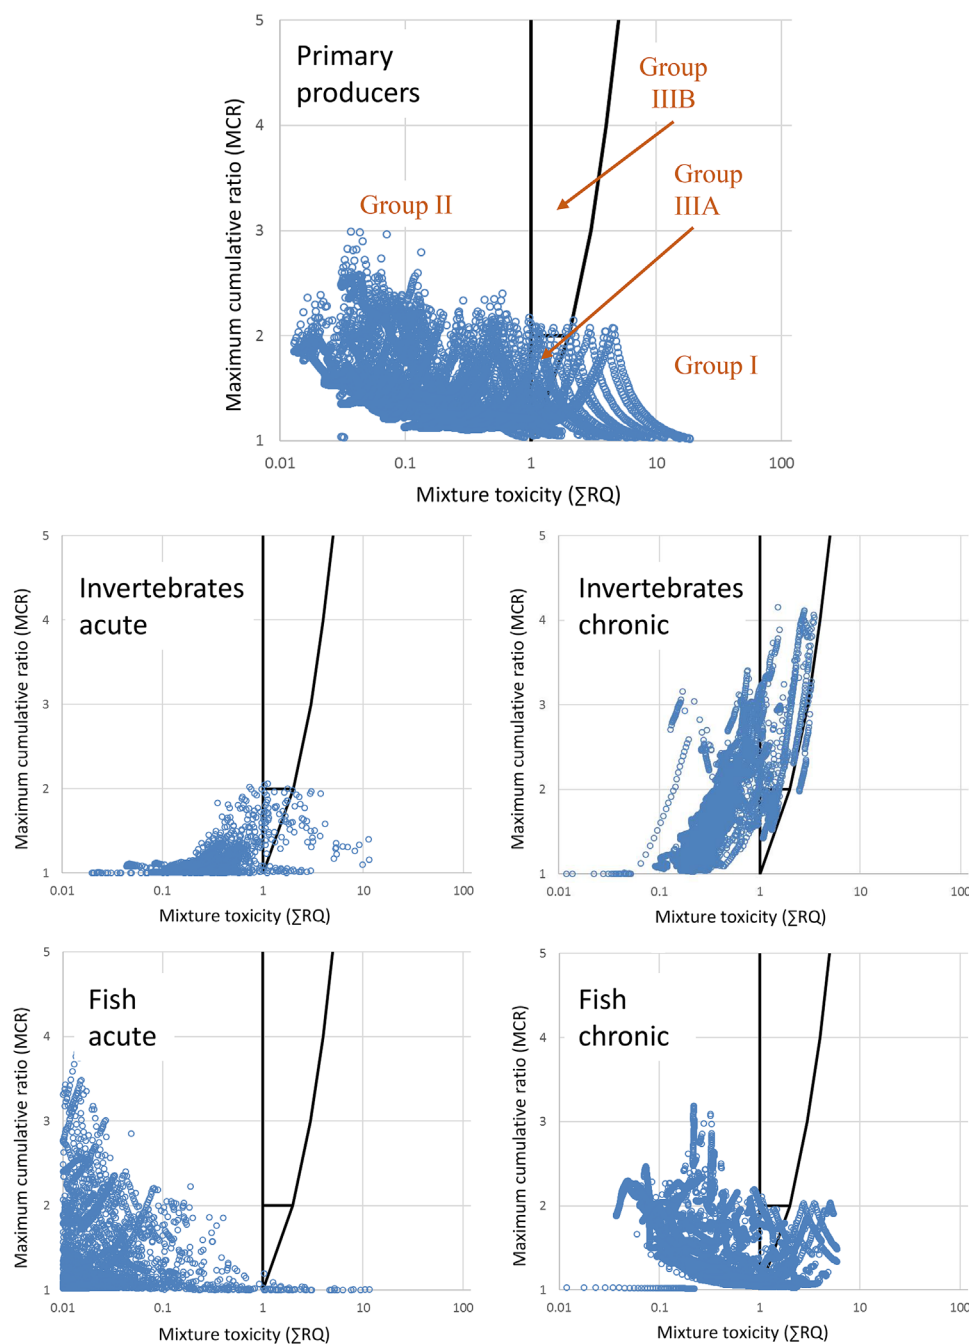 5
Primary
producers
Group
IIIB
4
Group
IIIA
Group II
3
2
Group I
1
0.01 0.1 1 10 100
Maximum cumulative ratio (MCR)
Mixture toxicity (∑RQ)
5
Invertebrates
acute
4
3
2
1
0.01 0.1 1 10 100
Maximum cumulative ratio (MCR)
Mixture toxicity (∑RQ)
5
Invertebrates
chronic
4
3
2
1
0.01 0.1 1 10 100
Maximum cumulative ratio (MCR)
Mixture toxicity (∑RQ)
5
Fish
acute
4
3
2
1
0.01 0.1 1 10 100
Maximum cumulative ratio (MCR)
Mixture toxicity (∑RQ)
5
Fish
chronic
4
3
2
1
0.01 0.1 1 10 100
Maximum cumulative ratio (MCR)
Mixture toxicity (∑RQ)